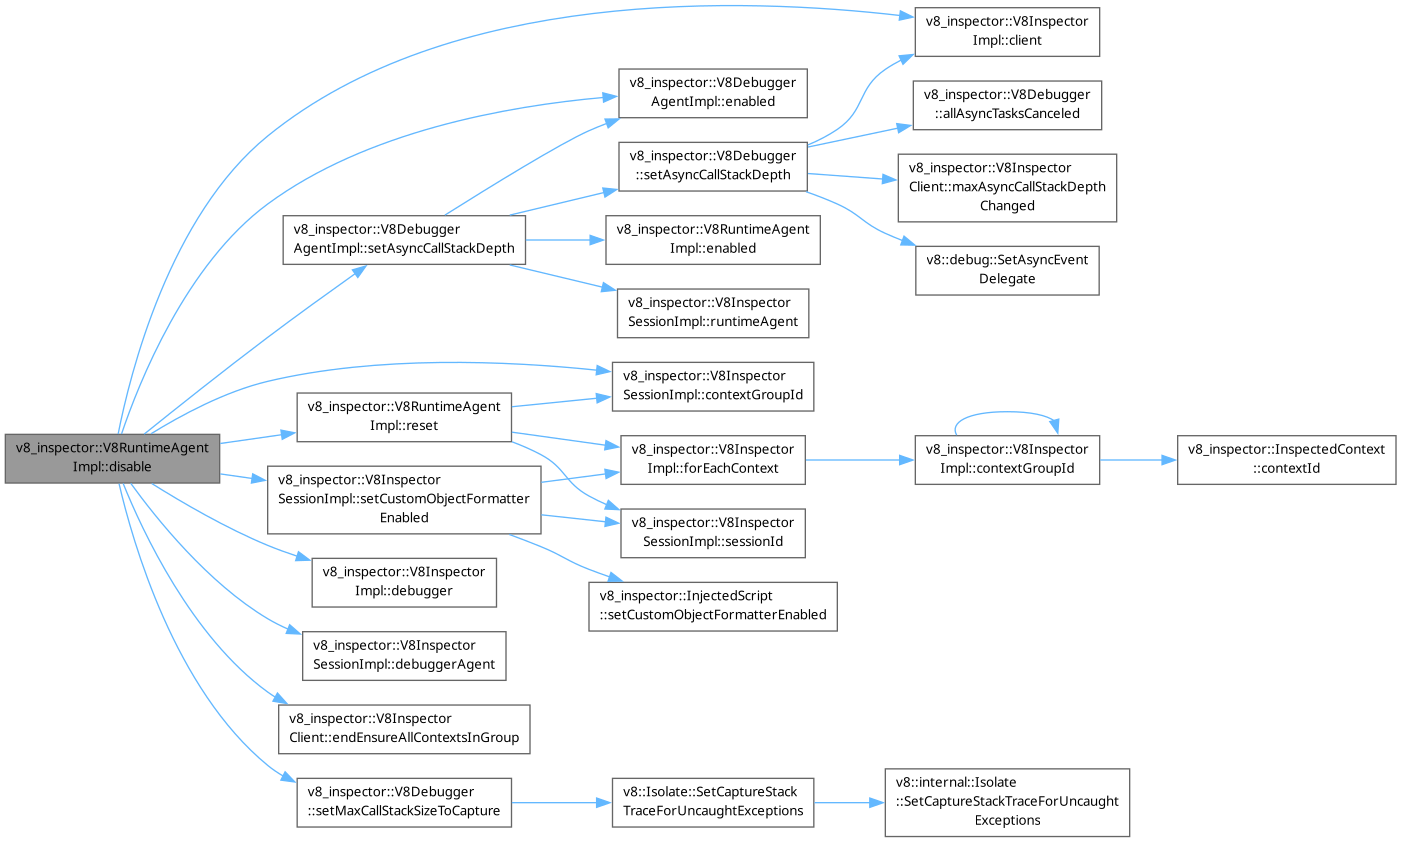 v8_inspector::V8RuntimeAgent
Impl::disable
v8_inspector::V8Inspector
Impl::client
v8_inspector::V8Debugger
AgentImpl::enabled
v8_inspector::V8Debugger
AgentImpl::setAsyncCallStackDepth
v8_inspector::V8Debugger
::setAsyncCallStackDepth
v8_inspector::V8Debugger
::allAsyncTasksCanceled
v8_inspector::V8Inspector
Client::maxAsyncCallStackDepth
Changed
v8::debug::SetAsyncEvent
Delegate
v8_inspector::V8RuntimeAgent
Impl::enabled
v8_inspector::V8Inspector
SessionImpl::runtimeAgent
v8_inspector::V8Inspector
SessionImpl::contextGroupId
v8_inspector::V8RuntimeAgent
Impl::reset
v8_inspector::V8Inspector
Impl::forEachContext
v8_inspector::V8Inspector
Impl::contextGroupId
v8_inspector::InspectedContext
::contextId
v8_inspector::V8Inspector
SessionImpl::setCustomObjectFormatter
Enabled
v8_inspector::V8Inspector
SessionImpl::sessionId
v8_inspector::InjectedScript
::setCustomObjectFormatterEnabled
v8_inspector::V8Inspector
Impl::debugger
v8_inspector::V8Inspector
SessionImpl::debuggerAgent
v8_inspector::V8Inspector
Client::endEnsureAllContextsInGroup
v8_inspector::V8Debugger
::setMaxCallStackSizeToCapture
v8::Isolate::SetCaptureStack
TraceForUncaughtExceptions
v8::internal::Isolate
::SetCaptureStackTraceForUncaught
Exceptions